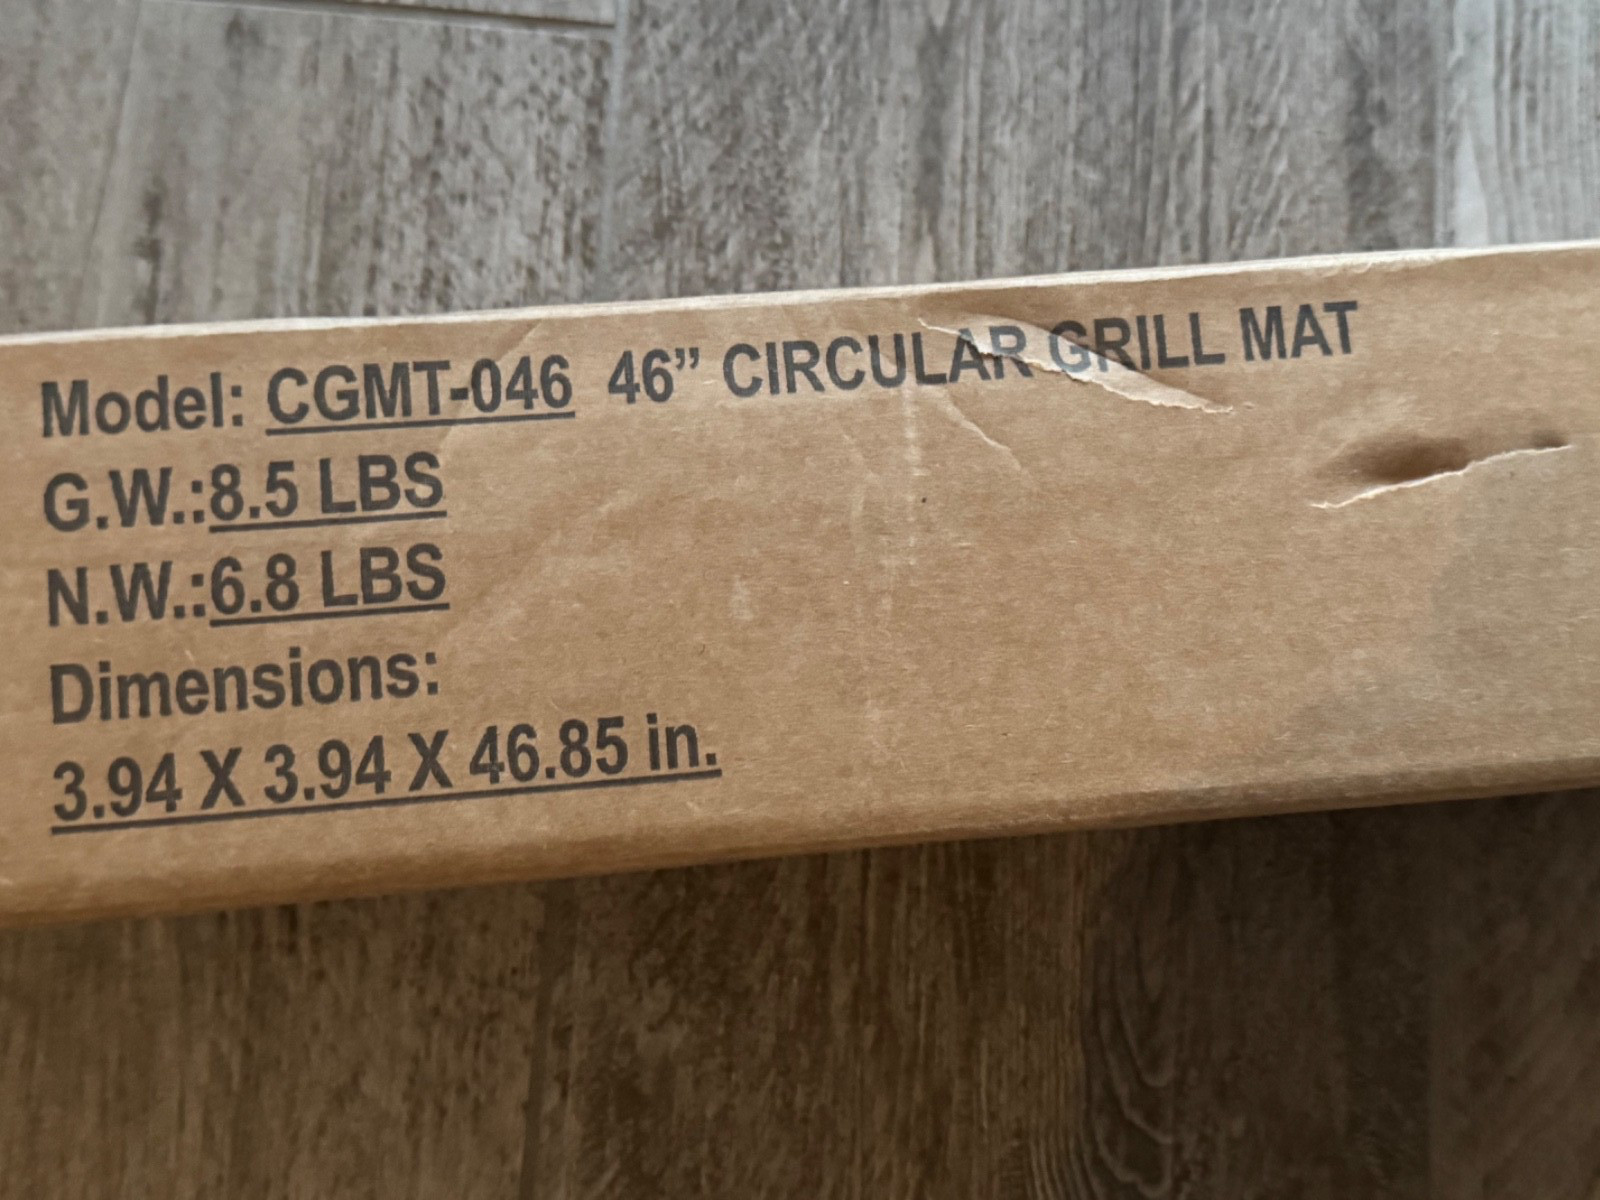 Model: CGMT-046 46” CIRCULAR GRILL MAT
G.W.:8.5 LBS
N.W.:6.8 LBS
Dimensions:
3.94 X 3.94 X 46.85 in.